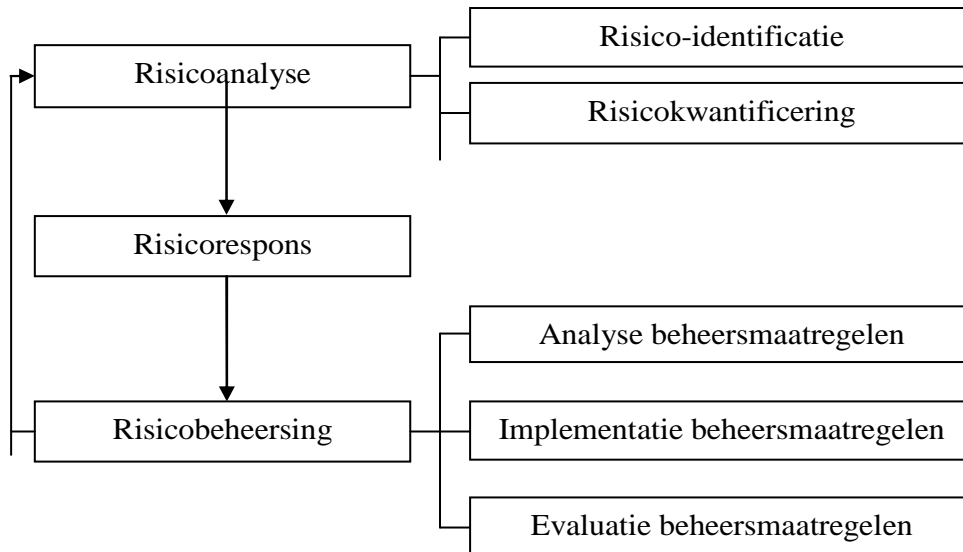 Risico-identificatie
Risicoanalyse
Risicokwantificering
Risicorespons
Analyse beheersmaatregelen
Risicobeheersing
Implementatie beheersmaatregelen
Evaluatie beheersmaatregelen